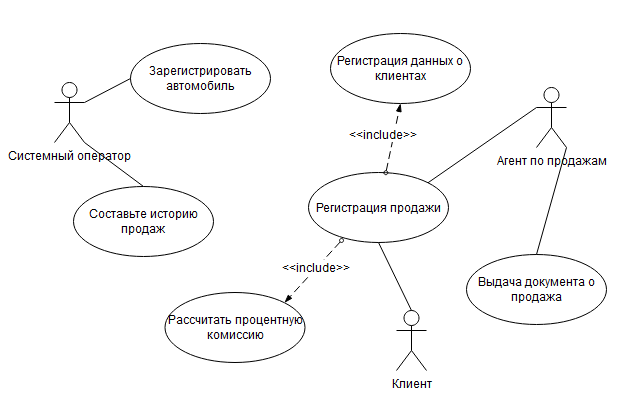 Регистрация данных о
клиентах
Зарегистрировать
автомобиль
<<include>>
Системный оператор
Агент по продажам
Составьте историю
продаж
Регистрация продажи
<<include>>
Выдача документа о
продажа
Рассчитать процентную
комиссию
Клиент